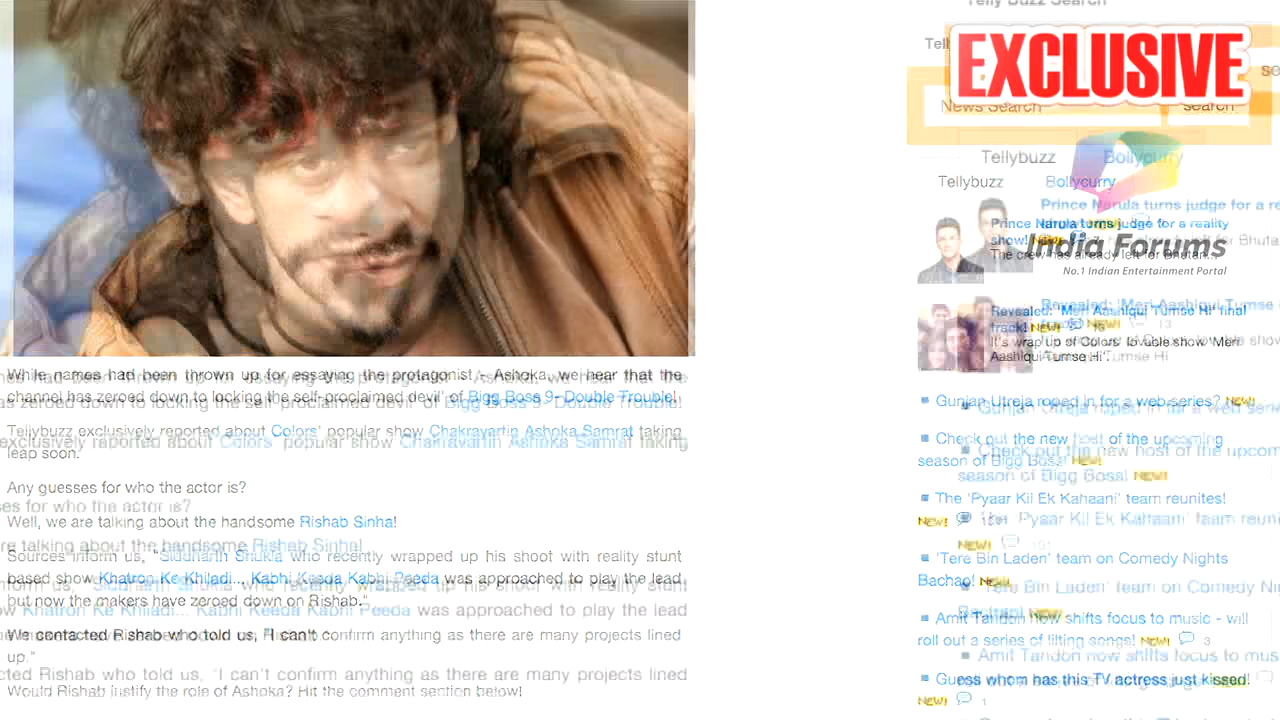 Telly Buzz Search
EXCLUSIVE
News Search
search
Tellybuzz Bollycurry
Tellybuzz Bollycurry
Prince Narula turns judge for a reality
show! NEW!
The crew has already left for Bhutan...
India Forums
No.1 Indian Entertainment Portal
Revealed: 'Meri Aashiqui Tumse Hi' final
track! NEW!
It's wrap up of Colors' lovable show 'Meri
Aashiqui Tumse Hi'.
Gunjan Utreja roped in for a web-series? NEW!
Check out the new host of the upcoming
season of Bigg Boss! NEW!
The 'Pyaar Kii Ek Kahaani' team reunites!
NEW!
'Tere Bin Laden' team on Comedy Nights
Bachao! NEW!
Amit Tandon now shifts focus to music - will
roll out a series of lilting songs! NEW! 3
Guess whom has this TV actress just kissed!
NEW! 1
While names had been thrown up for essaying the protagonist - Ashoka, we hear that the
channel has zeroed down to locking the self-proclaimed devil' of Bigg Boss 9- Double Trouble!
Tellybuzz exclusively reported about Colors' popular show Chakravartin Ashoka Samrat taking
leap soon.
Any guesses for who the actor is?
Well, we are talking about the handsome Rishab Sinha!
Sources inform us, "Siddharth Shukla who recently wrapped up his shoot with reality stunt
based show Khatron Ke Khiladi... Kabhi Keeda Kabhi Peeda was approached to play the lead
but now the makers have zeroed down on Rishab."
We contacted Rishab who told us, "I can't confirm anything as there are many projects lined
up."
Would Rishab justify the role of Ashoka? Hit the comment section below!